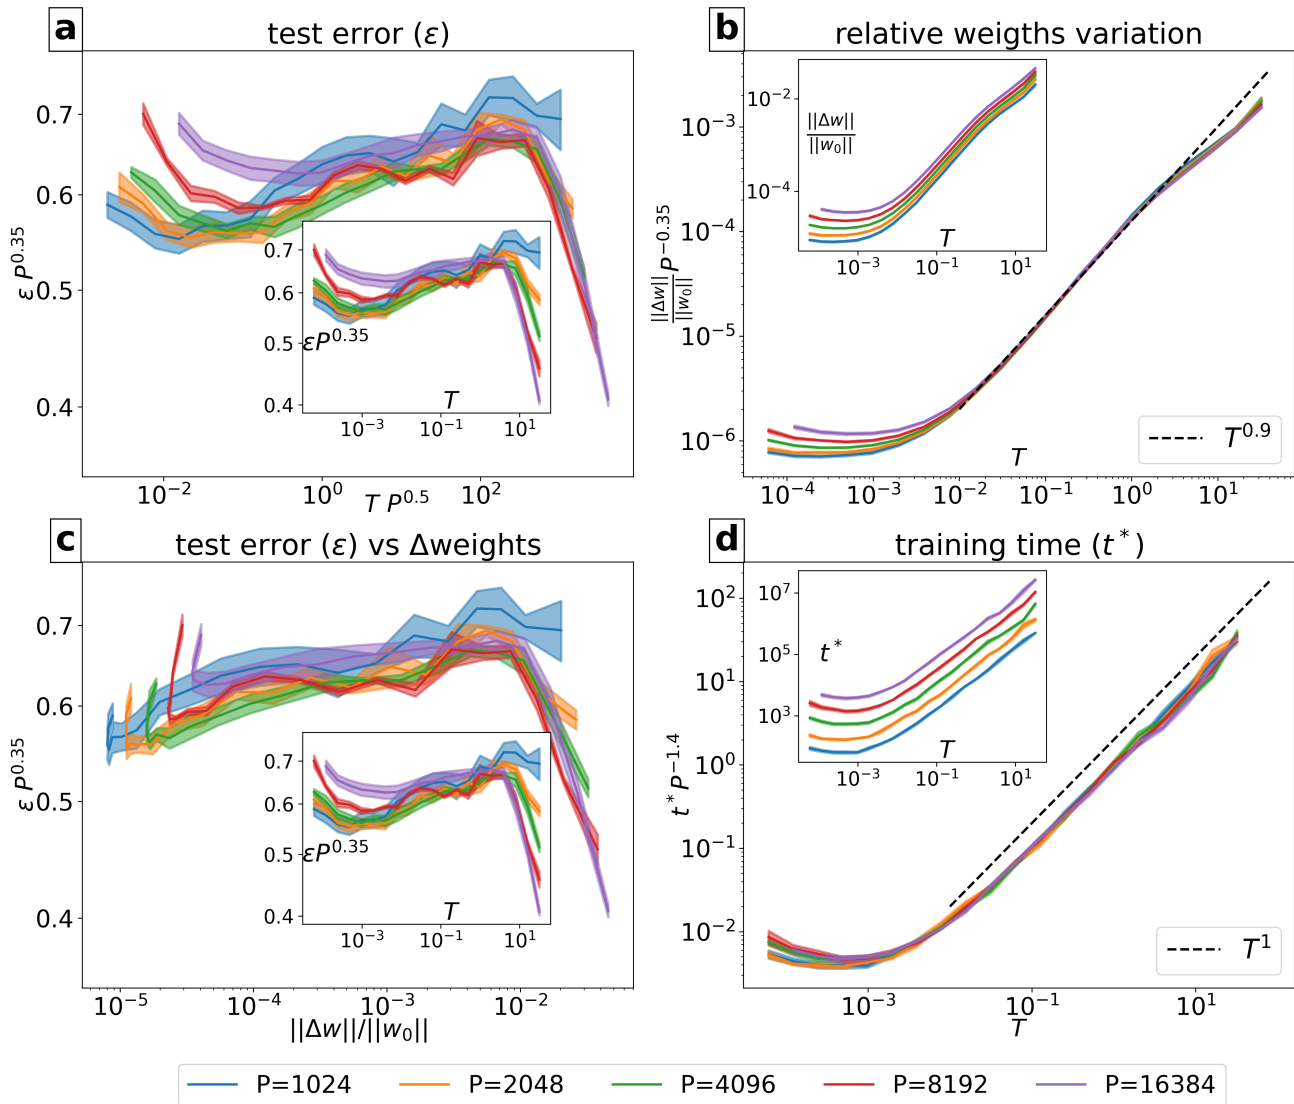 a
test error (ε)
0.7
0.6
0.5
0.4
ε P^0.35
10^−2
10^0
10^2
T P^0.5
0.7
0.6
0.5
0.4
εP^0.35
T
10^−3
10^−1
10^1
b
relative weigths variation
10^−3
10^−4
10^−5
10^−6
||Δw||/||w_0|| P^−0.35
10^−2
10^−4
||Δw||/||w_0||
T
10^−3
10^−1
10^1
T^0.9
T
10^−4
10^−3
10^−2
10^−1
10^0
10^1
c
test error (ε) vs Δweights
0.7
0.6
0.5
0.4
ε P^0.35
10^−5
10^−4
10^−3
10^−2
||Δw||/||w_0||
0.7
0.6
0.5
0.4
εP^0.35
T
10^−3
10^−1
10^1
d
training time (t*)
10^2
10^1
10^0
10^−1
10^−2
t* P^−1.4
10^7
10^5
10^3
t*
T
10^−3
10^−1
10^1
T^1
10^−3
10^−1
10^1
T
P=1024
P=2048
P=4096
P=8192
P=16384